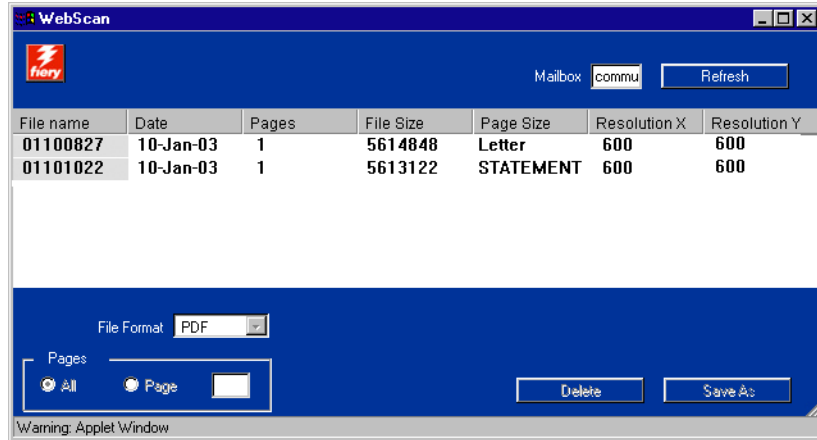 WebScan
fiery
Mailbox commu Refresh
File name Date Pages File Size Page Size Resolution X Resolution Y
01100827 10-Jan-03 1 5614848 Letter 600 600
01101022 10-Jan-03 1 5613122 STATEMENT 600 600
File Format PDF
Pages
All Page
Delete Save As
Warning: Applet Window